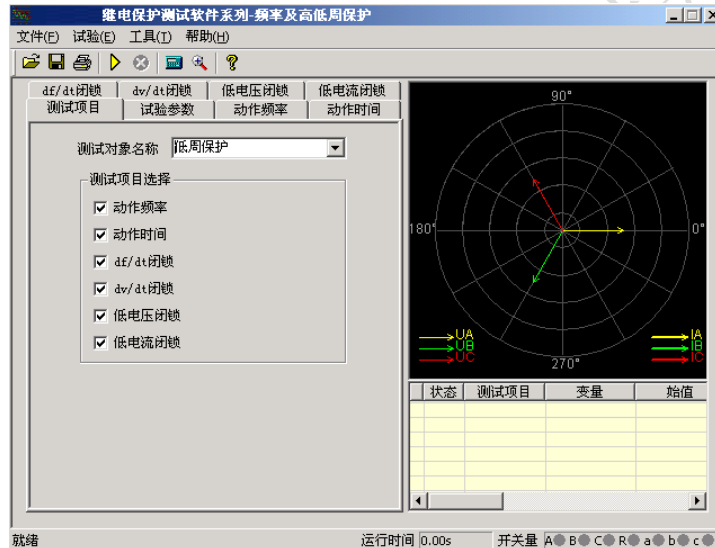 继电保护测试软件系列-频率及高低周保护
文件(F) 试验(E) 工具(T) 帮助(H)
df/dt闭锁 dv/dt闭锁 低电压闭锁 低电流闭锁
测试项目 试验参数 动作频率 动作时间
测试对象名称 低周保护
测试项目选择
动作频率
动作时间
df/dt闭锁
dv/dt闭锁
低电压闭锁
低电流闭锁
90°
180° 0°
270°
UA
UB
UC
IA
IB
IC
状态 测试项目 变量 始值
就绪 运行时间 0.00s 开关量 A B C R a b c